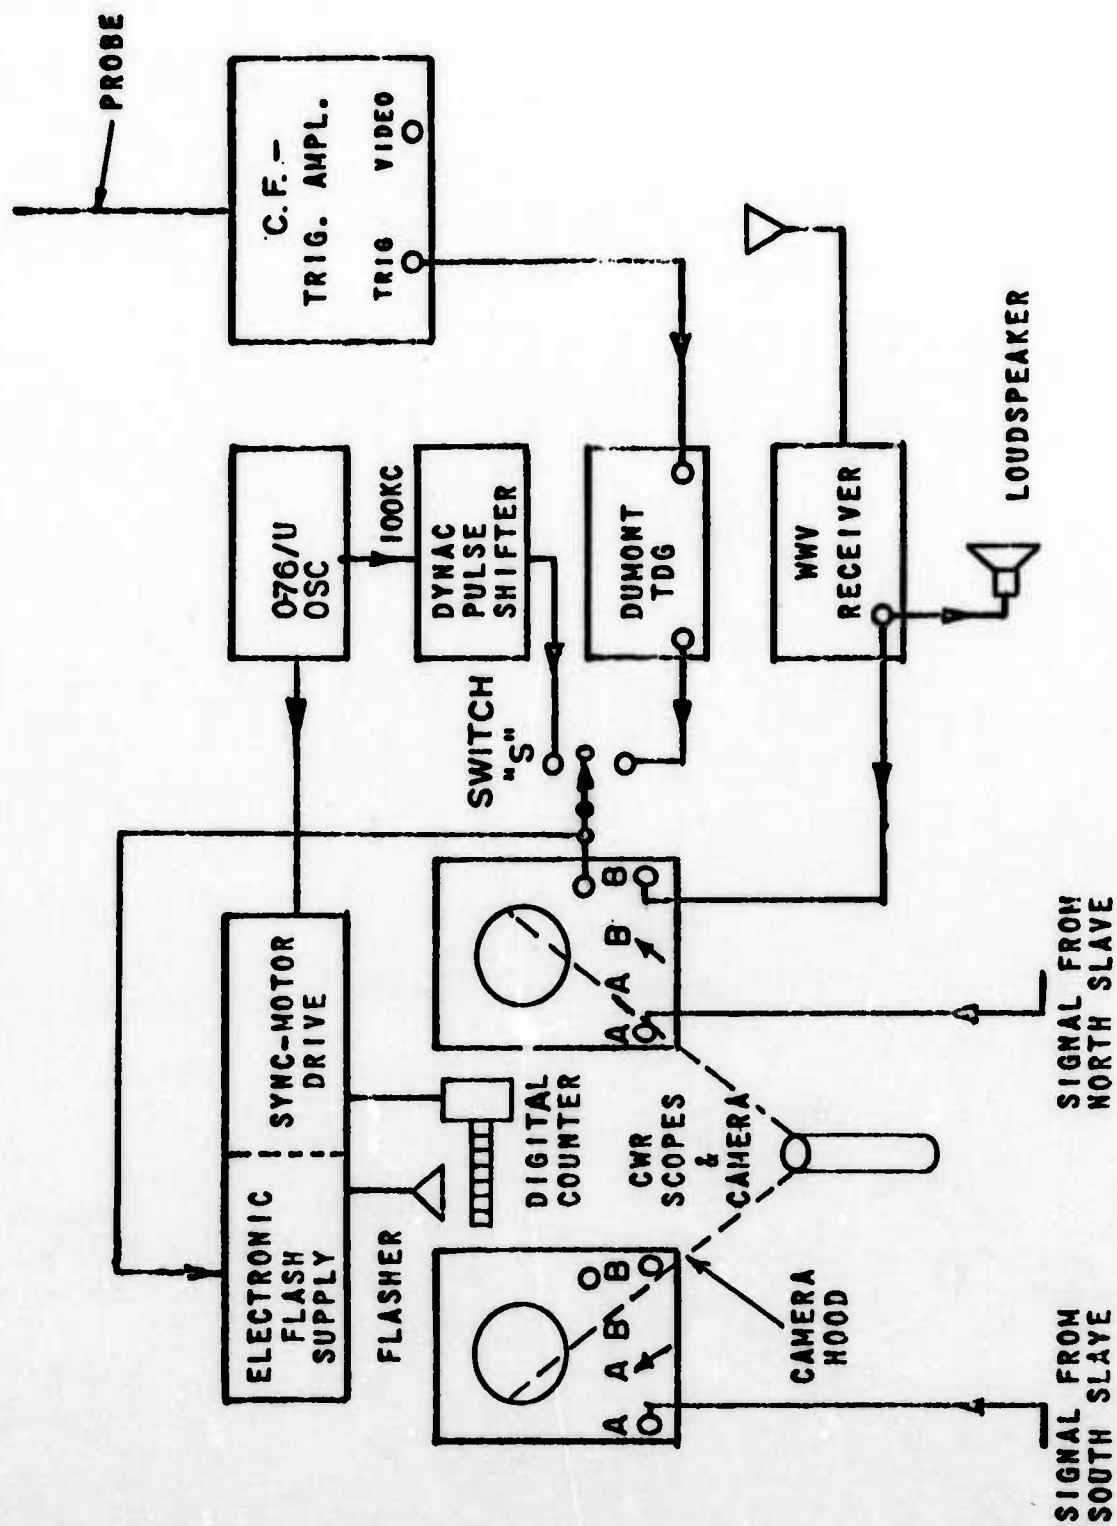 PROBE
C.F.-
TRIG. AMPL.
TRIG VIDEO
0-76/U
OSC
100KC
DYNAC
PULSE
SHIFTER
DUMONT
TDG
WWV
RECEIVER
LOUDSPEAKER
SWITCH
"S"
ELECTRONIC
FLASH
SUPPLY
SYNC-MOTOR
DRIVE
FLASHER
DIGITAL
COUNTER
A A B B
A A B B
CWR
SCOPES
&
CAMERA
CAMERA
HOOD
SIGNAL FROM
SOUTH SLAVE
SIGNAL FROM
NORTH SLAVE